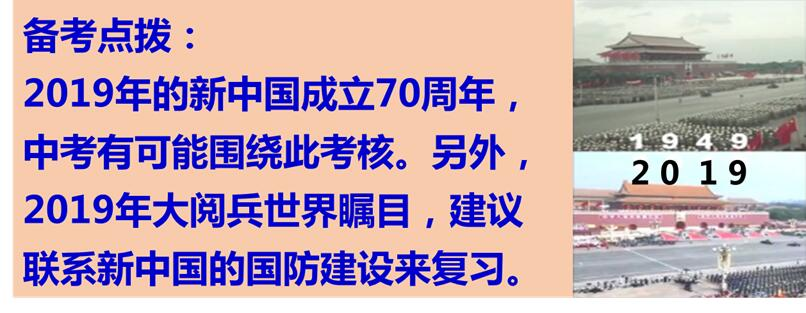 备考点拨：
2019年的新中国成立70周年，
中考有可能围绕此考核。另外，
2019年大阅兵世界瞩目，建议
联系新中国的国防建设来复习。
1949
2019